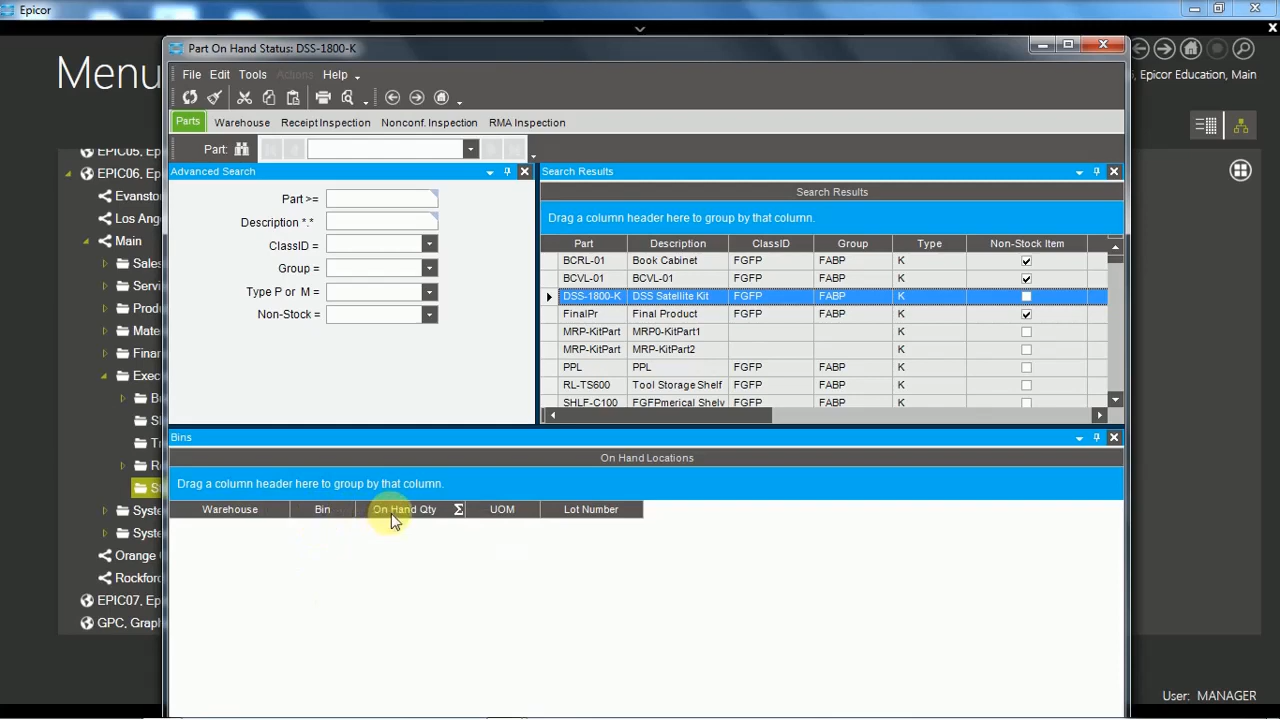 Epicor
Menu
6, Epicor Education, Main
EPIC05, Ep
EPIC06, Ep
Evanston
Los Ang
Main
Sales
Servi
Produ
Mate
Finan
Exec
B
S
Tr
R
S
Syste
Syste
Orange
Rockford
EPIC07, Ep
GPC, Graph
User: MANAGER
Part On Hand Status: DSS-1800-K
File Edit Tools Actions Help
Parts Warehouse Receipt Inspection Nonconf. Inspection RMA Inspection
Part:
Advanced Search
Part >=
Description *.*
ClassID =
Group =
Type P or M =
Non-Stock =
Search Results
Search Results
Drag a column header here to group by that column.
Part Description ClassID Group Type Non-Stock Item
BCRL-01 Book Cabinet FGFP FABP K
BCVL-01 BCVL-01 FGFP FABP K
DSS-1800-K DSS Satellite Kit FGFP FABP K
FinalPr Final Product FGFP FABP K
MRP-KitPart MRP0-KitPart1 K
MRP-KitPart MRP-KitPart2 K
PPL PPL FGFP FABP K
RL-TS600 Tool Storage Shelf FGFP FABP K
SHLF-C100 FGFPmerical Shelv FGFP FABP K
Bins
On Hand Locations
Drag a column header here to group by that column.
Warehouse Bin On Hand Qty Σ UOM Lot Number